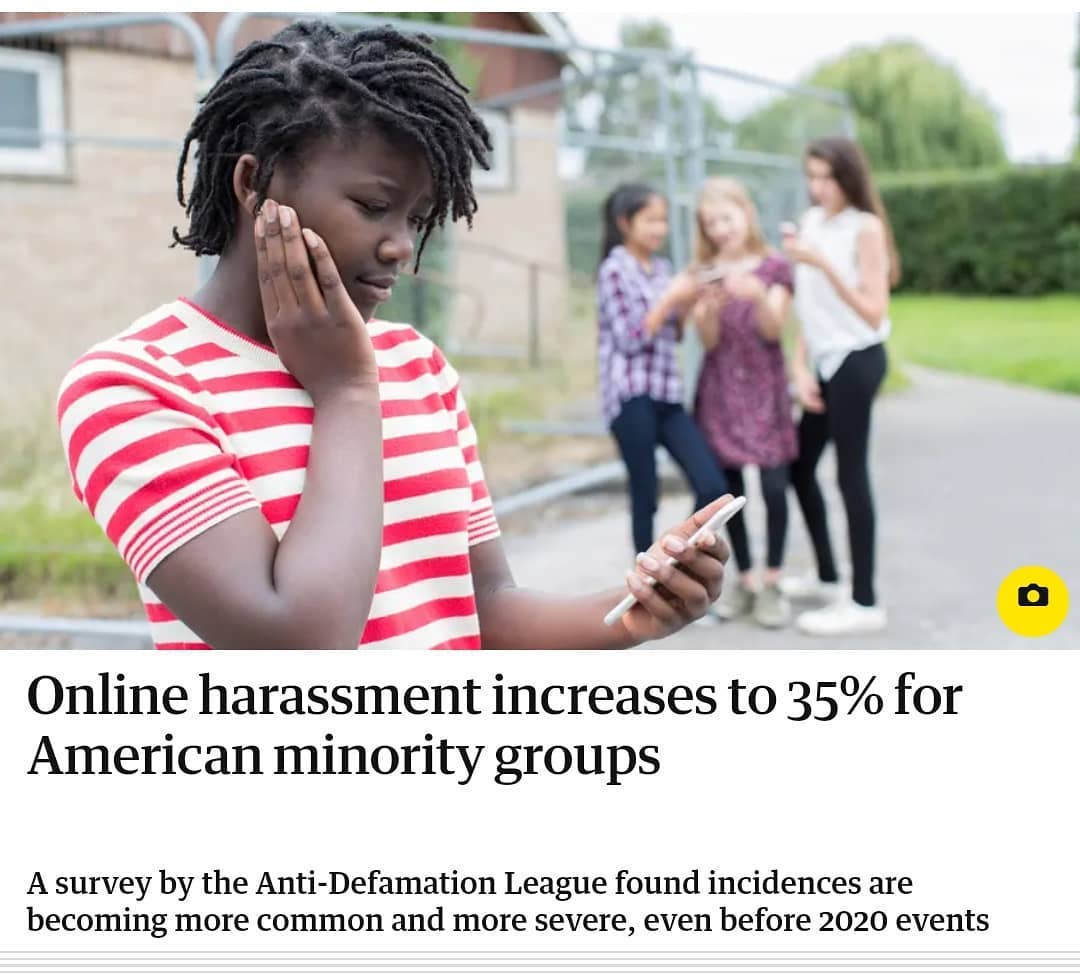 Online harassment increases to 35% for
American minority groups
A survey by the Anti-Defamation League found incidences are
becoming more common and more severe, even before 2020 events